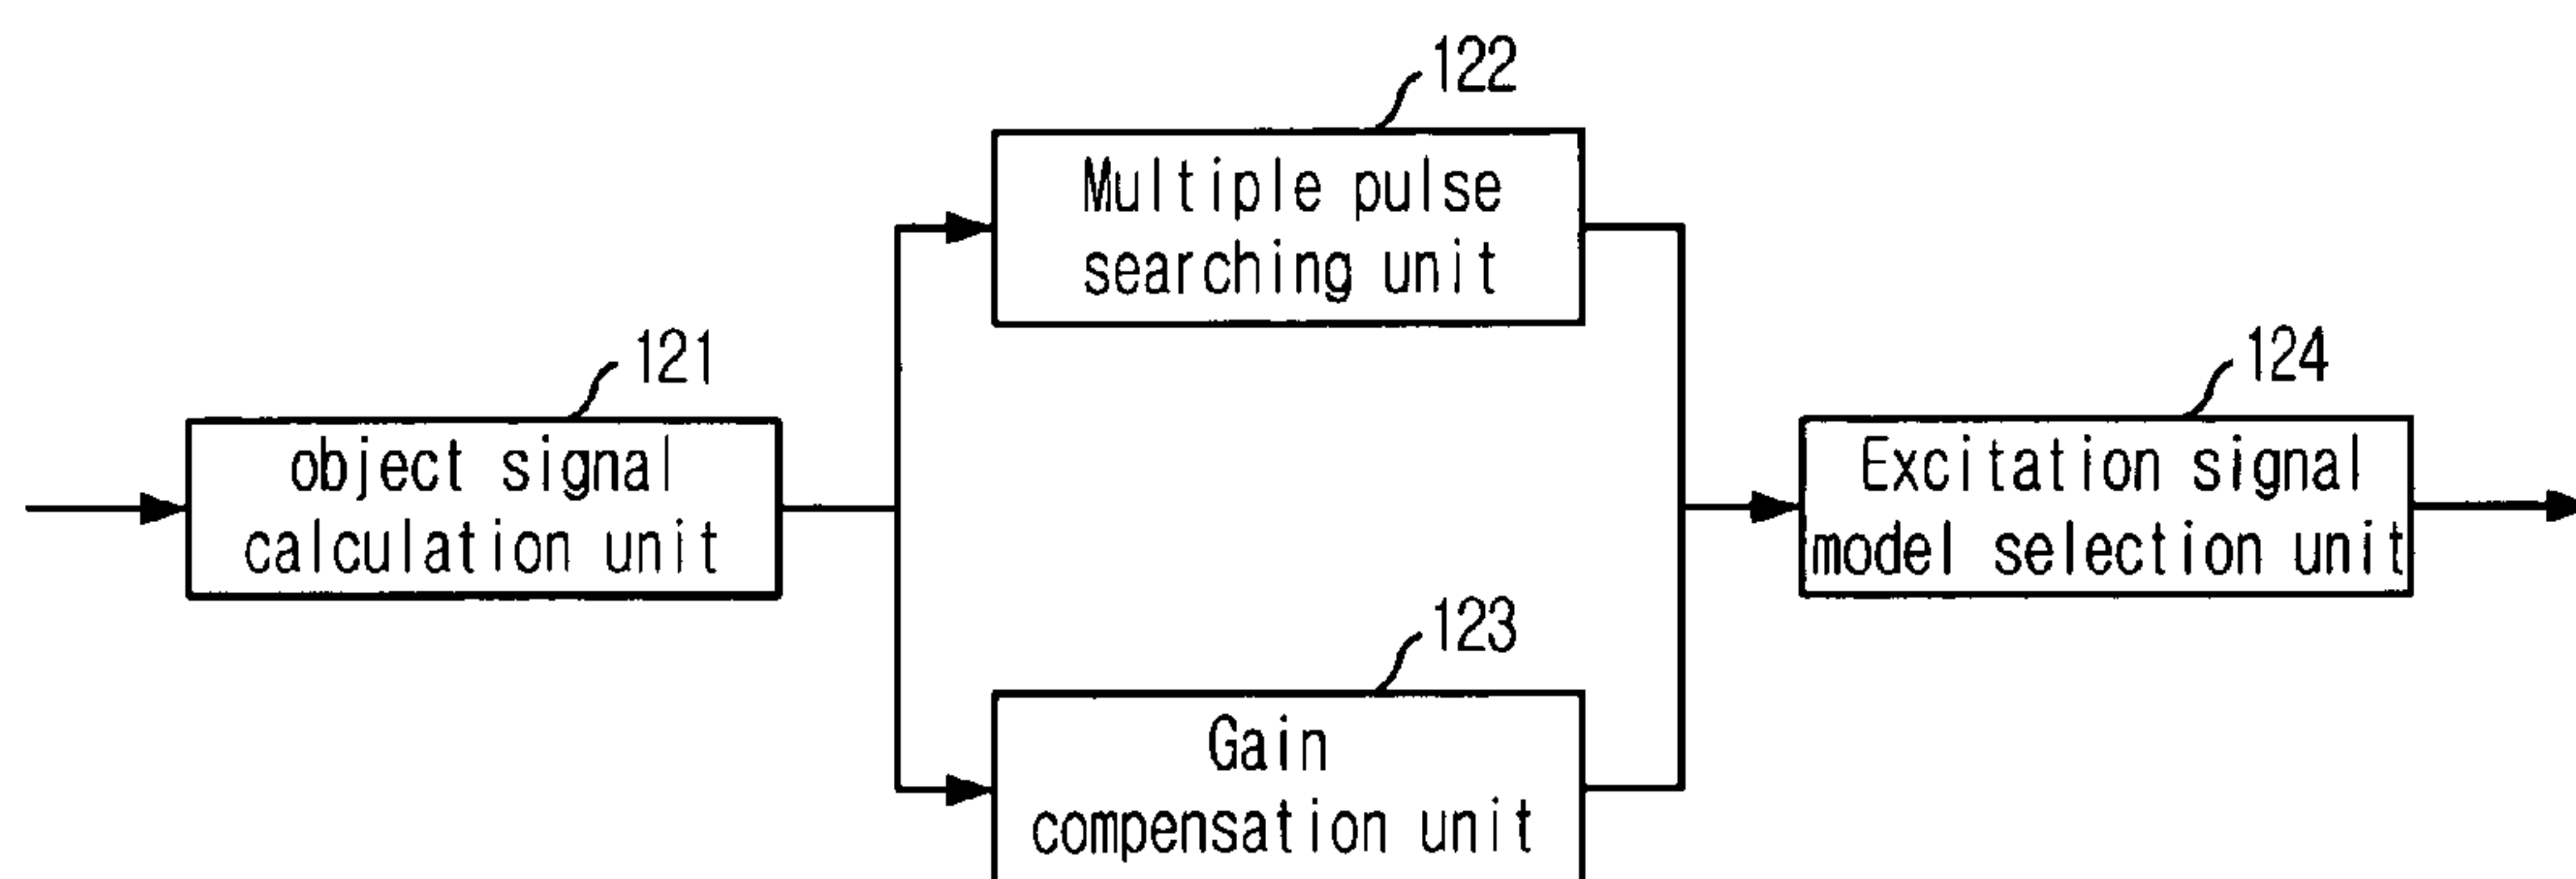 122
Multiple pulse
searching unit
121
object signal
calculation unit
124
Excitation signal
model selection unit
123
Gain
compensation unit